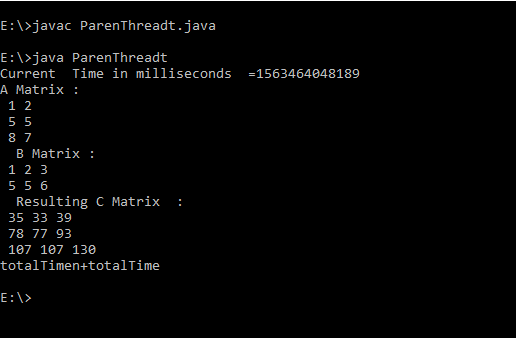 E:\>javac ParenThreadt.java
E:\>java ParenThreadt
Current  Time in milliseconds  =1563464048189
A Matrix :
 1 2
 5 5
 8 7
  B Matrix :
 1 2 3
 5 5 6
  Resulting C Matrix  :
 35 33 39
 78 77 93
 107 107 130
totalTimen+totalTime
E:\>